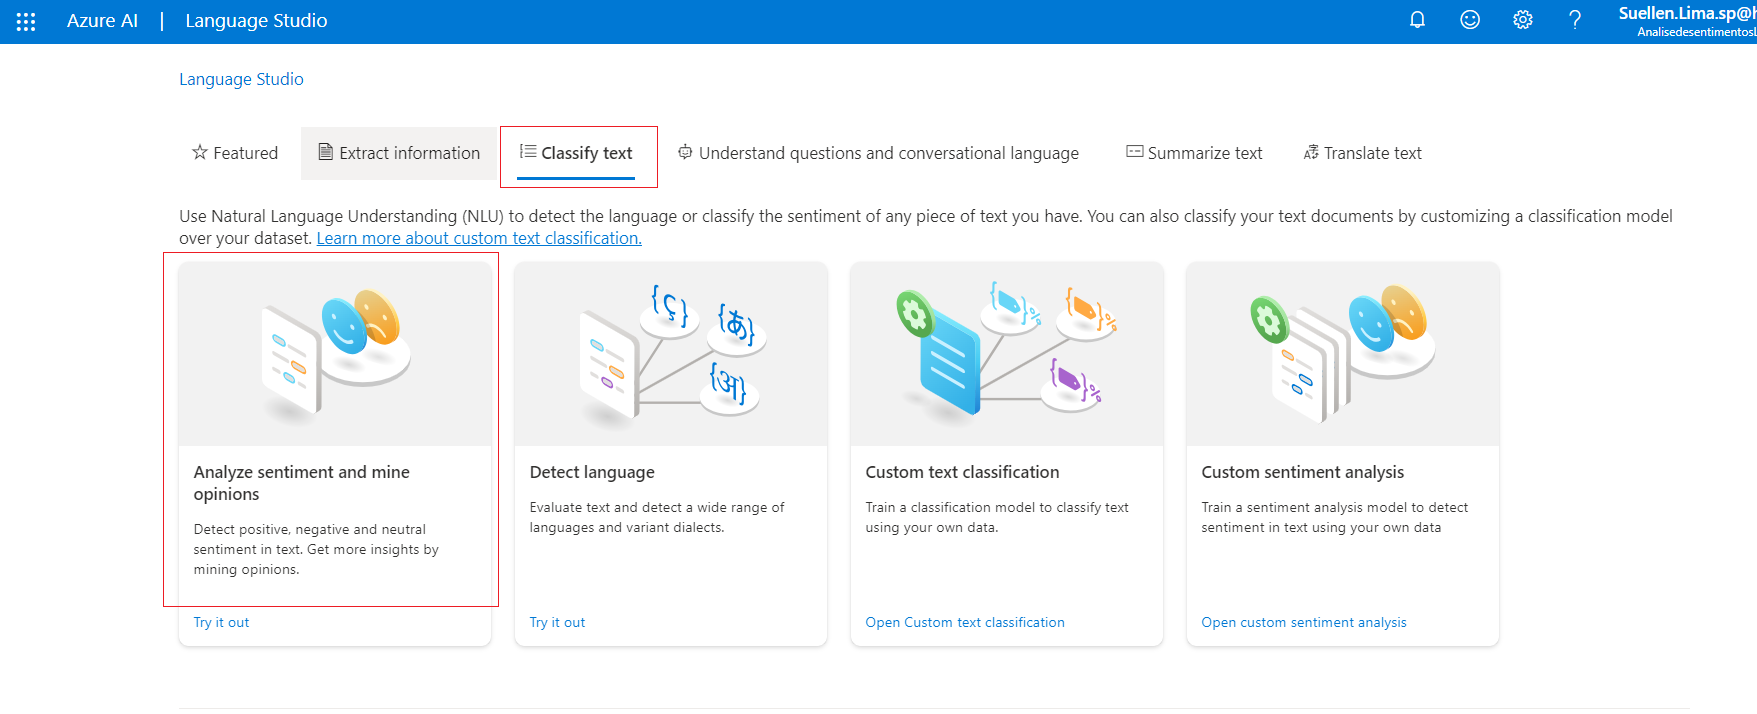 Azure AI | Language Studio
Suellen.Lima.sp@h
Analisedesentimentos
Language Studio
Featured
Extract information
Classify text
Understand questions and conversational language
Summarize text
Translate text
Use Natural Language Understanding (NLU) to detect the language or classify the sentiment of any piece of text you have. You can also classify your text documents by customizing a classification model
over your dataset. Learn more about custom text classification.
{ç}
{あ}
{अ}
%
%
%
Analyze sentiment and mine
opinions
Detect positive, negative and neutral
sentiment in text. Get more insights by
mining opinions.
Try it out
Detect language
Evaluate text and detect a wide range of
languages and variant dialects.
Try it out
Custom text classification
Train a classification model to classify text
using your own data.
Open Custom text classification
Custom sentiment analysis
Train a sentiment analysis model to detect
sentiment in text using your own data
Open custom sentiment analysis